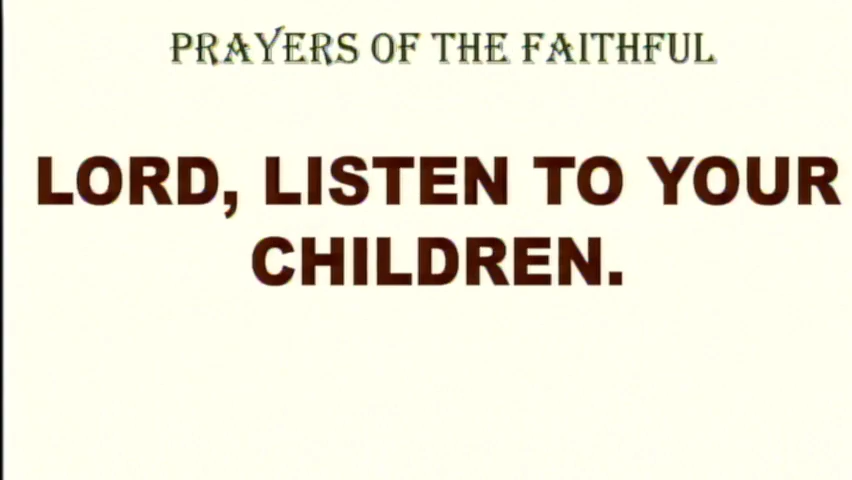 PRAYERS OF THE FAITHFUL
LORD, LISTEN TO YOUR
CHILDREN.